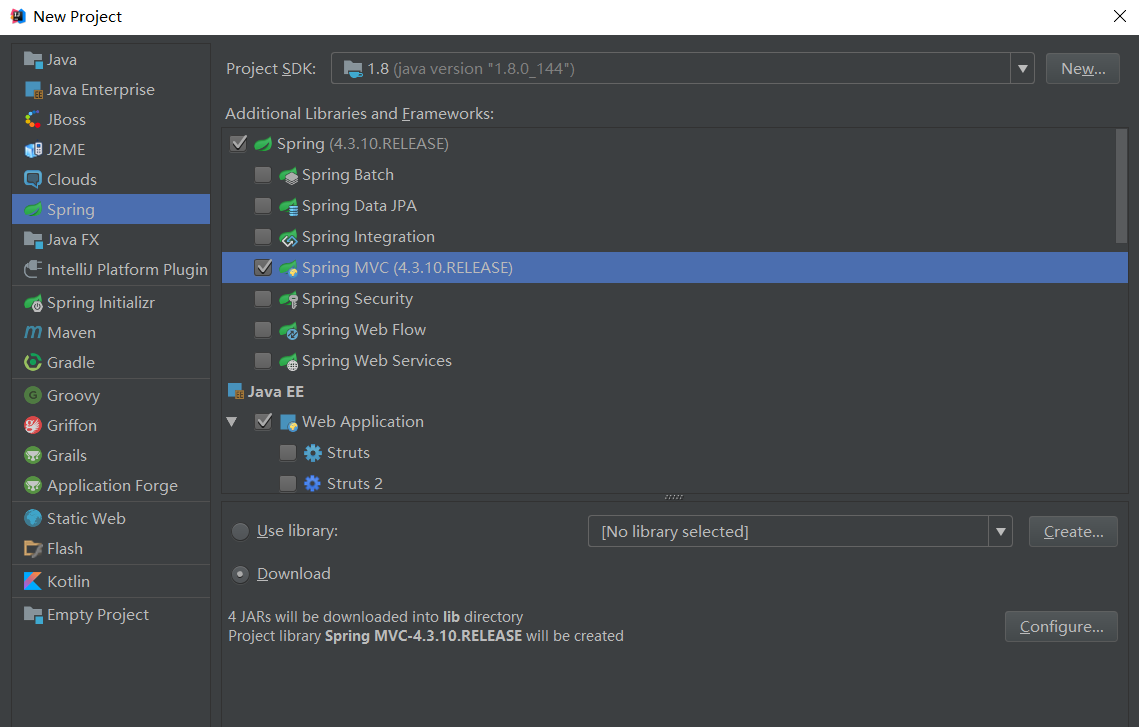 New Project
Java
Java Enterprise
JBoss
J2ME
Clouds
Spring
Java FX
IntelliJ Platform Plugin
Spring Initializr
Maven
Gradle
Groovy
Griffon
Grails
Application Forge
Static Web
Flash
Kotlin
Empty Project
Project SDK: 1.8 (java version "1.8.0_144") New...
Additional Libraries and Frameworks:
Spring (4.3.10.RELEASE)
Spring Batch
Spring Data JPA
Spring Integration
Spring MVC (4.3.10.RELEASE)
Spring Security
Spring Web Flow
Spring Web Services
Java EE
Web Application
Struts
Struts 2
Use library: [No library selected] Create...
Download
4 JARs will be downloaded into lib directory
Project library Spring MVC-4.3.10.RELEASE will be created
Configure...